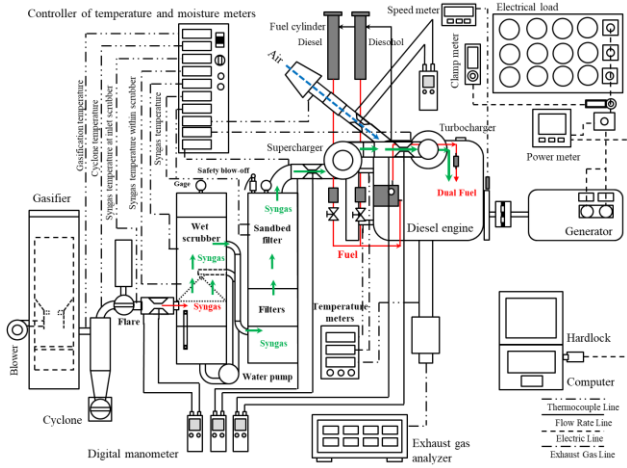 Controller of temperature and moisture meters
Fuel cylinder
Diesel
Diesohol
Speed meter
Electrical load
Clamp meter
Air
Gasification temperature
Cyclone temperature
Syngas temperature at inlet scrubber
Syngas temperature within scrubber
Syngas temperature
Supercharger
Turbocharger
Power meter
Safety blow-off
Gage
Gasifier
Syngas
Dual Fuel
Wet
scrubber
Sandbed
filter
Diesel engine
Generator
Syngas
Fuel
Filters
Syngas
Temperature
meters
Flare
Syngas
Blower
Hardlock
Water pump
Computer
Cyclone
Thermocouple Line
Flow Rate Line
Electric Line
Exhaust Gas Line
Digital manometer
Exhaust gas
analyzer